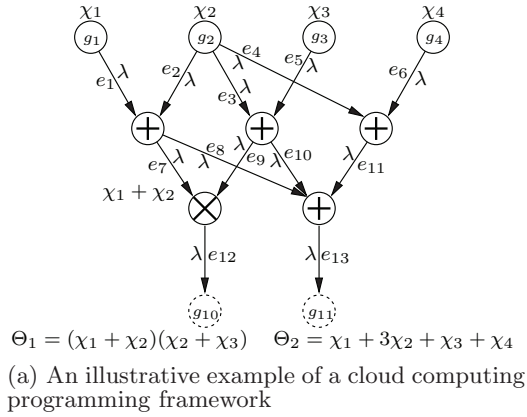 χ₁ χ₂ χ₃ χ₄
g₁ g₂ g₃ g₄
e₄
e₁ λ e₂ λ λ e₃ λ e₅ λ e₆ λ
+ + +
e₇ λ λ e₈ λ e₉ λ e₁₀ λ e₁₁
χ₁ + χ₂
× +
λ e₁₂ λ e₁₃
g₁₀ g₁₁
Θ₁ = (χ₁ + χ₂)(χ₂ + χ₃) Θ₂ = χ₁ + 3χ₂ + χ₃ + χ₄
(a) An illustrative example of a cloud computing
programming framework